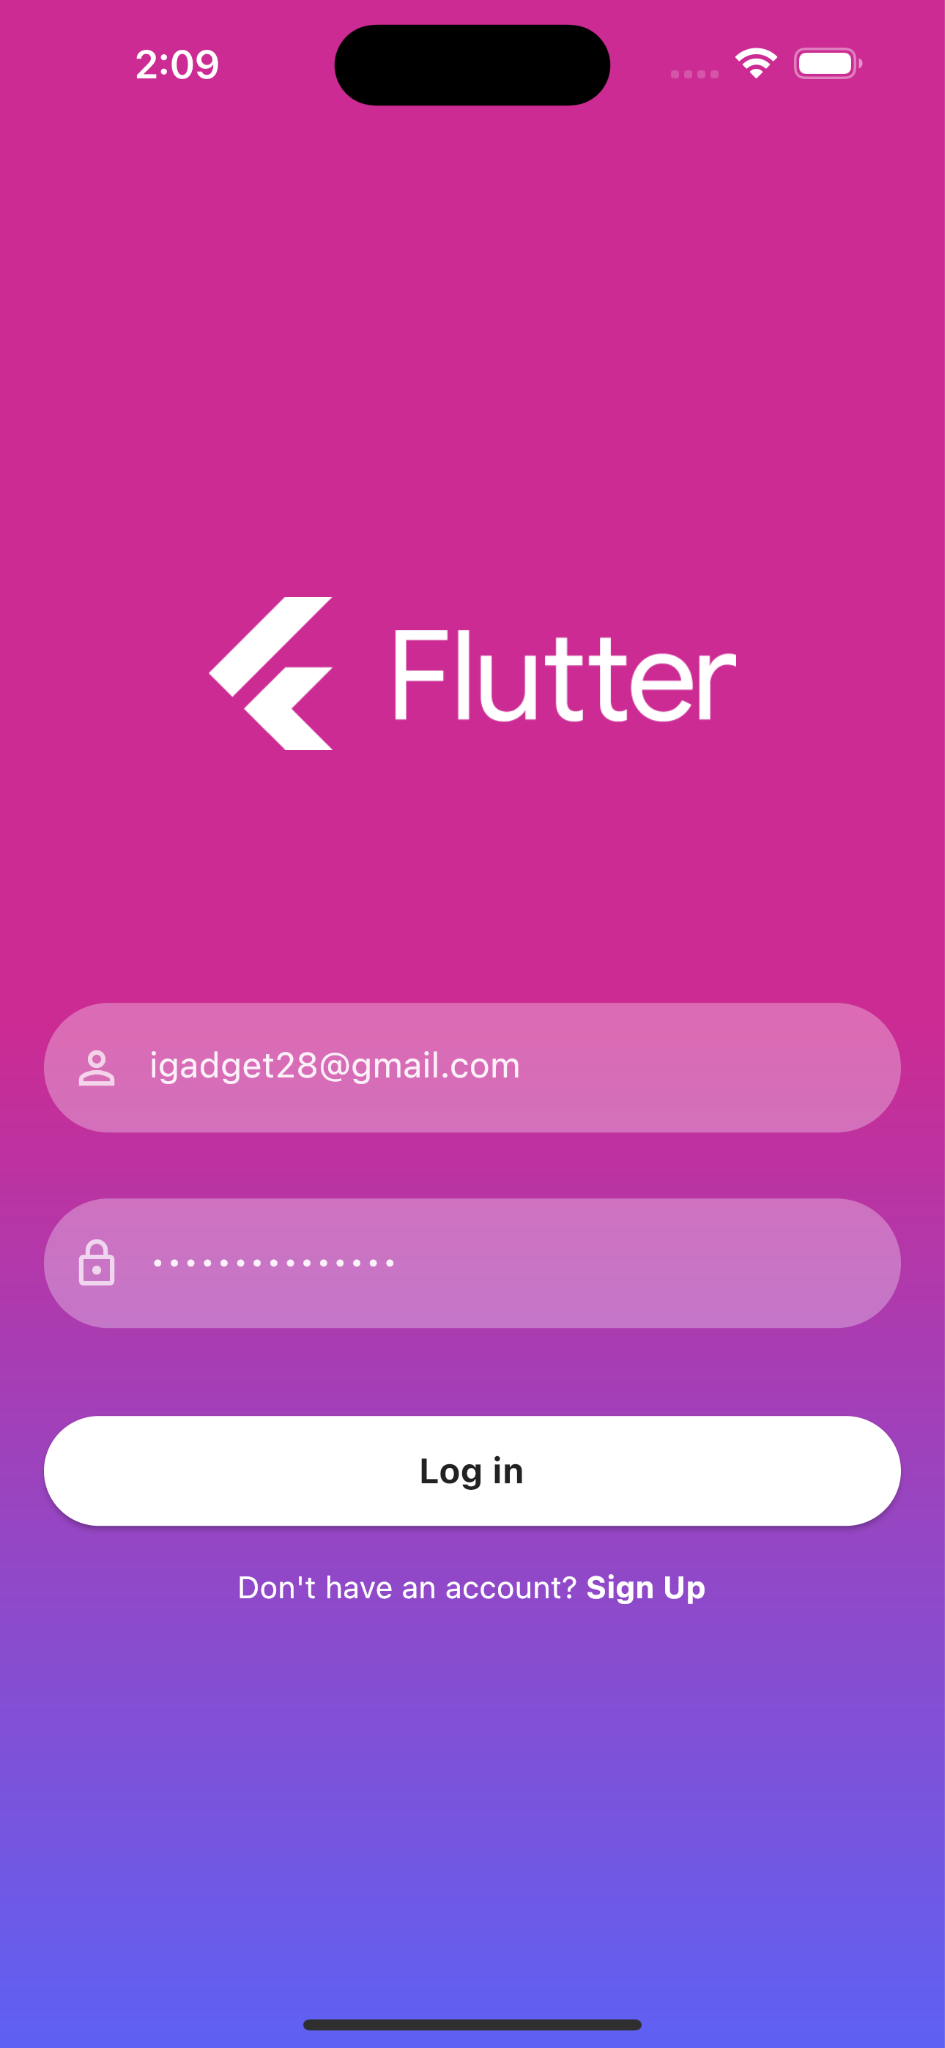 2:09
Flutter
igadget28@gmail.com
•••••••••••••••
Log in
Don't have an account? Sign Up